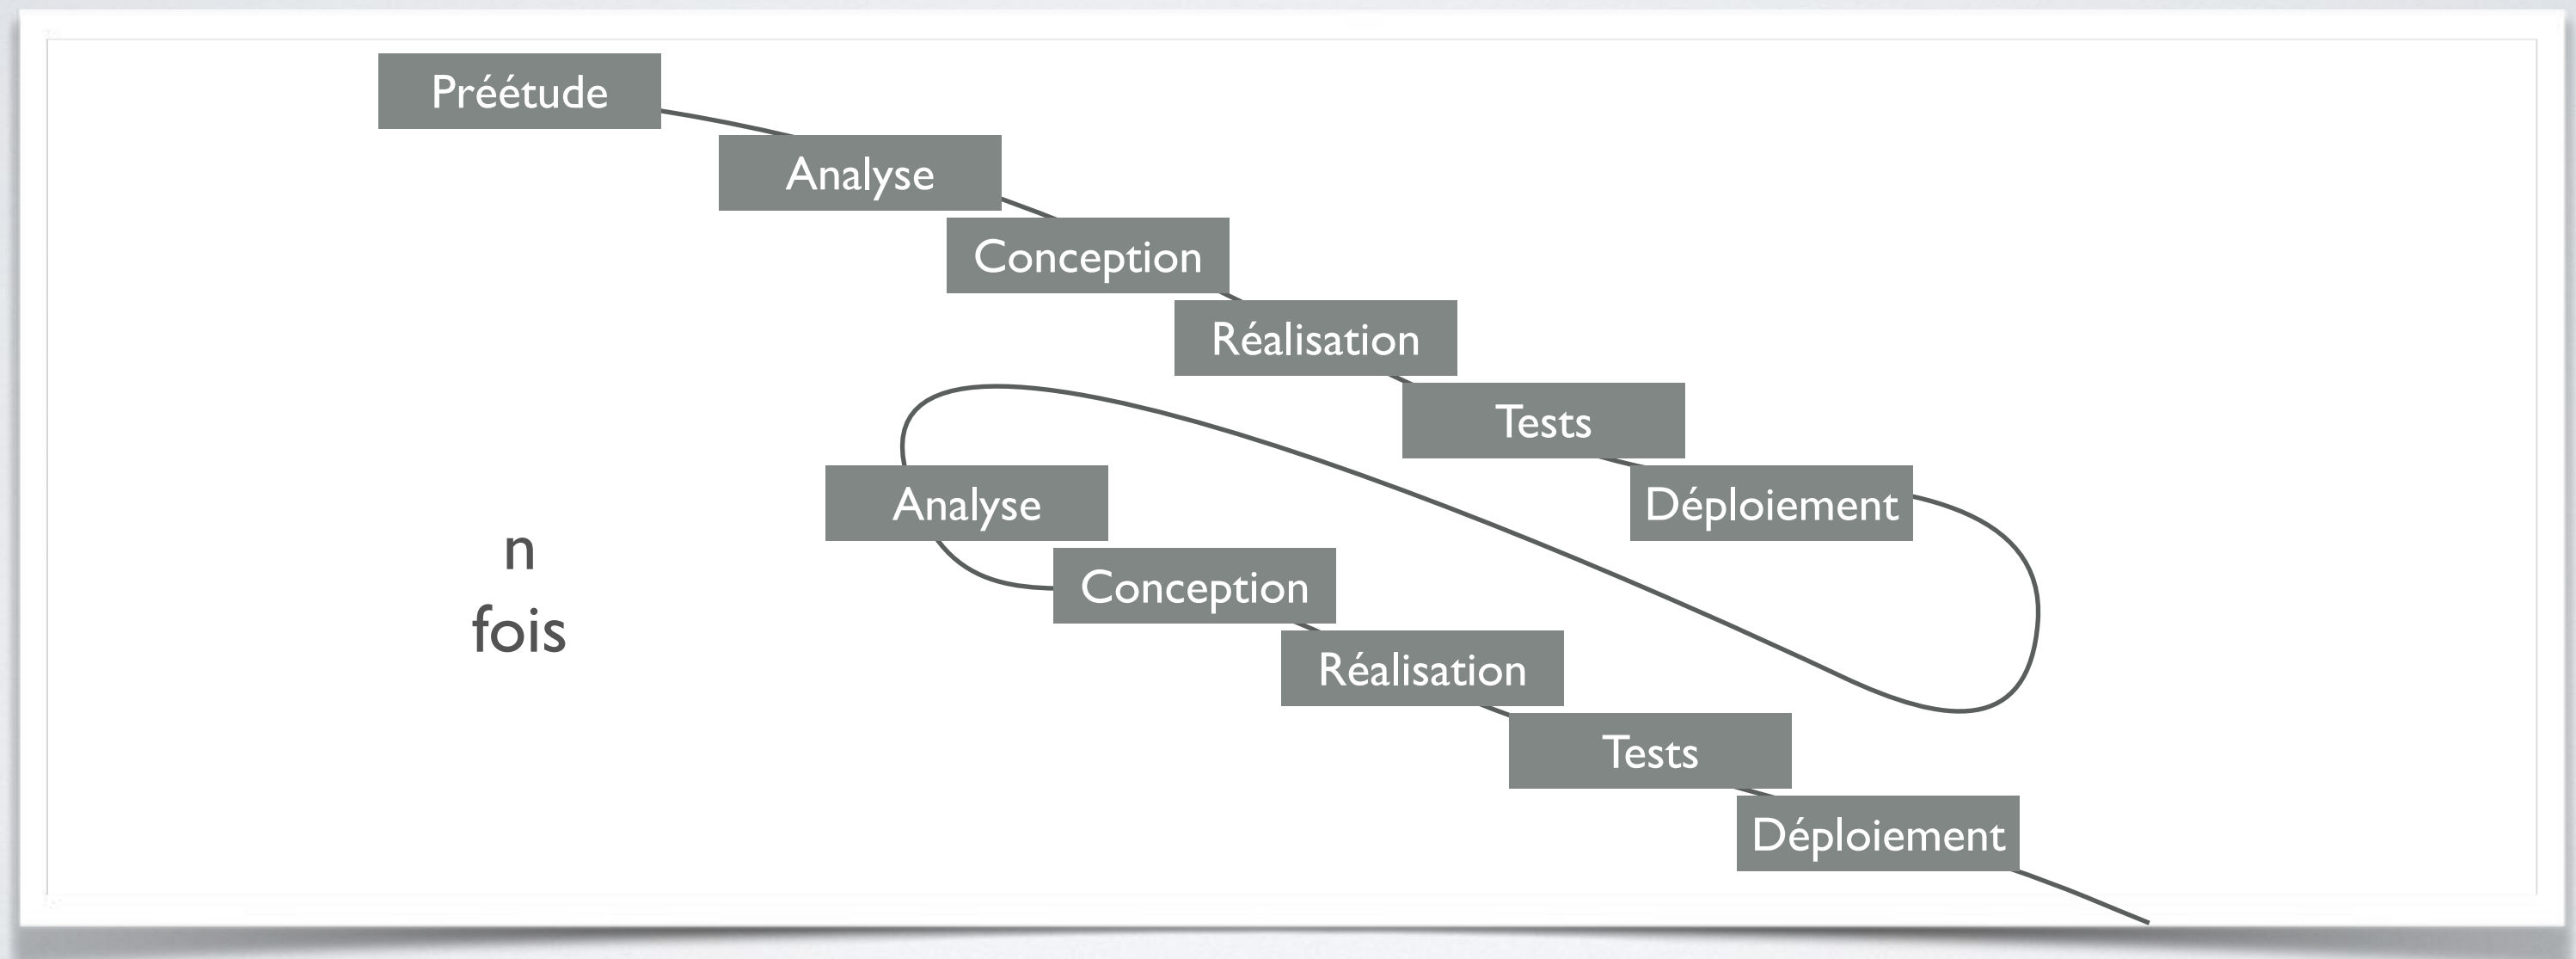 Préétude
Analyse
Conception
Réalisation
Tests
Déploiement
Analyse
Conception
Réalisation
Tests
Déploiement
n
fois